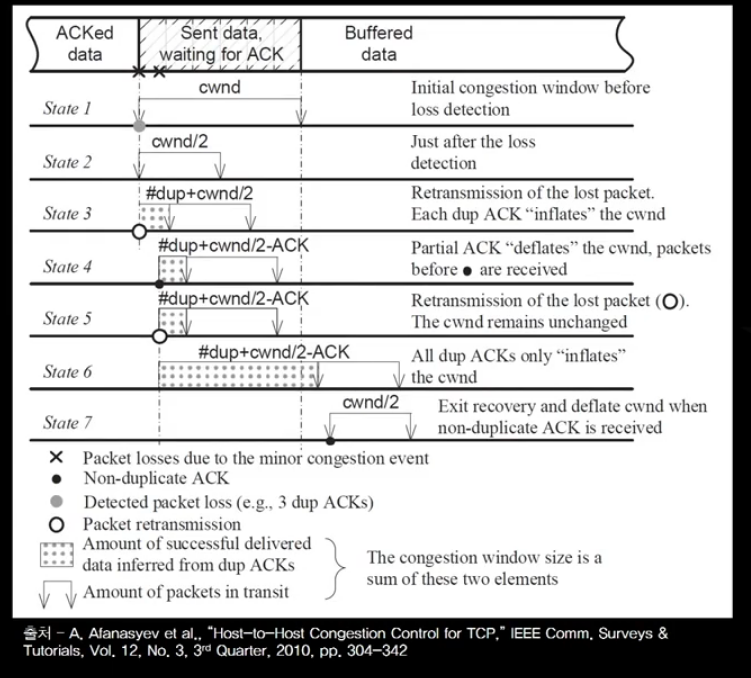 ACKed data
Sent data, waiting for ACK
Buffered data
cwnd
Initial congestion window before
loss detection
State 1
cwnd/2
Just after the loss
detection
State 2
#dup+cwnd/2
Retransmission of the lost packet.
Each dup ACK “inflates” the cwnd
State 3
#dup+cwnd/2-ACK
Partial ACK “deflates” the cwnd, packets
before ● are received
State 4
#dup+cwnd/2-ACK
Retransmission of the lost packet (O).
The cwnd remains unchanged
State 5
#dup+cwnd/2-ACK
All dup ACKs only “inflates”
the cwnd
State 6
cwnd/2
Exit recovery and deflate cwnd when
non-duplicate ACK is received
State 7
× Packet losses due to the minor congestion event
● Non-duplicate ACK
● Detected packet loss (e.g., 3 dup ACKs)
O Packet retransmission
Amount of successful delivered
data inferred from dup ACKs
Amount of packets in transit
The congestion window size is a
sum of these two elements
출처 - A. Afanasyev et al., “Host-to-Host Congestion Control for TCP,” IEEE Comm. Surveys &
Tutorials, Vol. 12, No. 3, 3rd Quarter, 2010, pp. 304-342